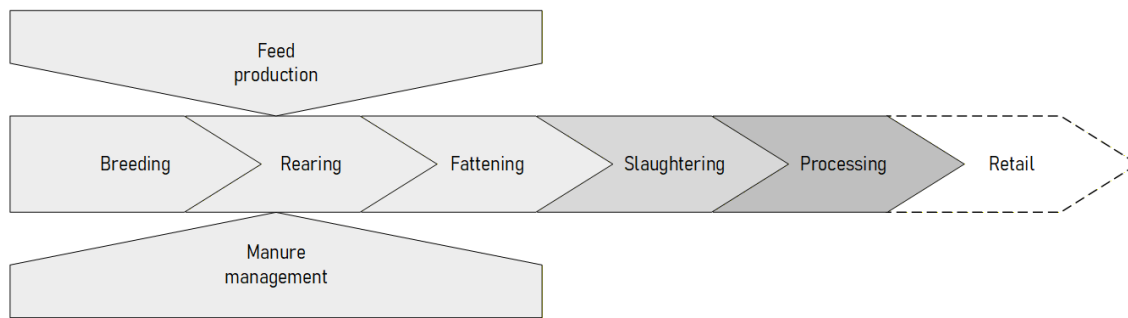 Feed
production
Breeding
Rearing
Fattening
Slaughtering
Processing
Retail
Manure
management